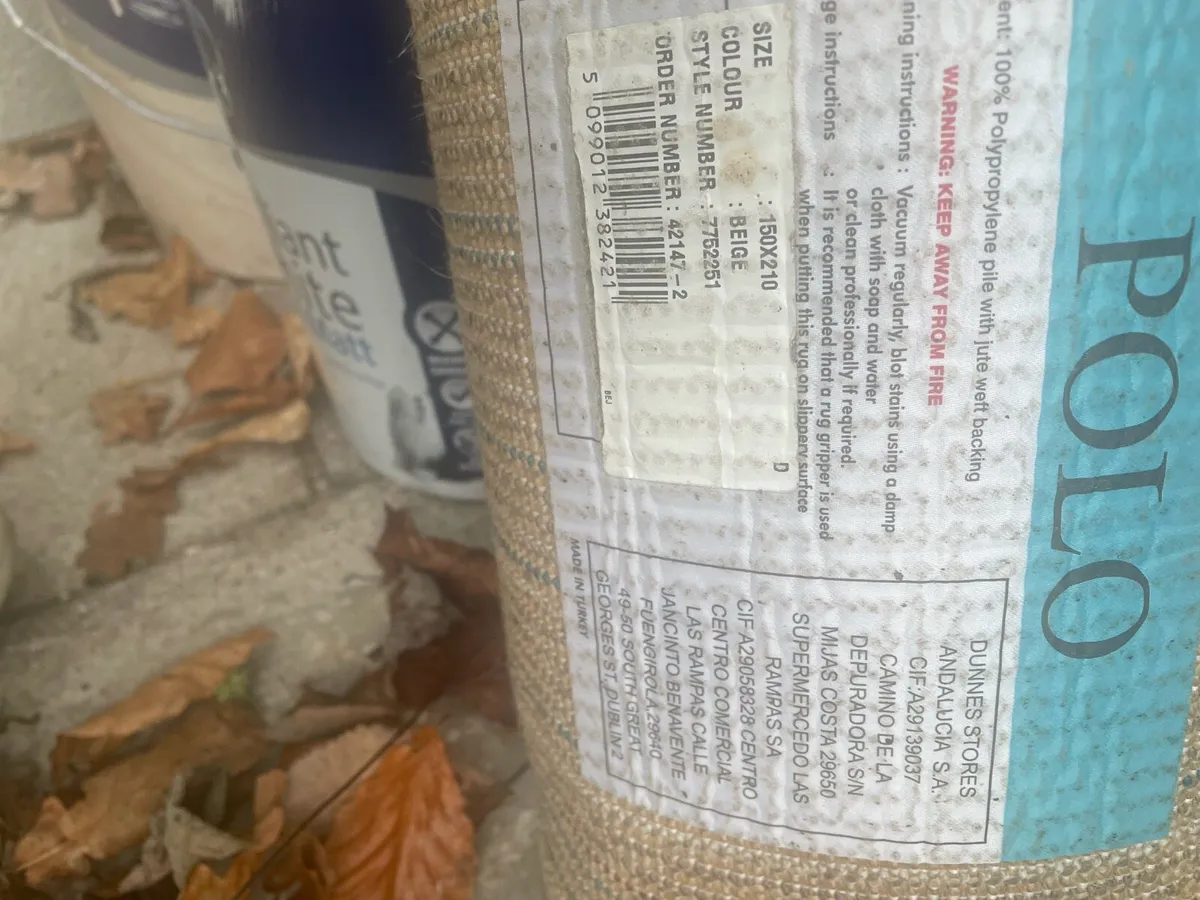 POLO
ent: 100% Polypropylene pile with jute weft backing
WARNING: KEEP AWAY FROM FIRE
ning instructions : Vacuum regularly, blot stains using a damp
cloth with soap and water
or clean professionally if required.
ge instructions : It is recommended that a rug gripper is used
when putting this rug on slippery surface
SIZE : 150X210 D
COLOUR : BEIGE
STYLE NUMBER : 7752251
ORDER NUMBER : 42147-2
5 099012 382421
BEJ
DUNNES STORES
ANDALUCIA S.A.
CIF:A29139037
CAMINO DE LA
DEPURADORA S/N
MIJAS COSTA 29650
SUPERMERCEDO LAS
RAMPAS SA
CIF A29058328 CENTRO
CENTRO COMERCIAL
LAS RAMPAS CALLE
JANCINTO BENAVENTE
FUENGIROLA 29640
49-50 SOUTH GREAT
GEORGES ST, DUBLIN 2
MADE IN TURKEY
ant
te
att